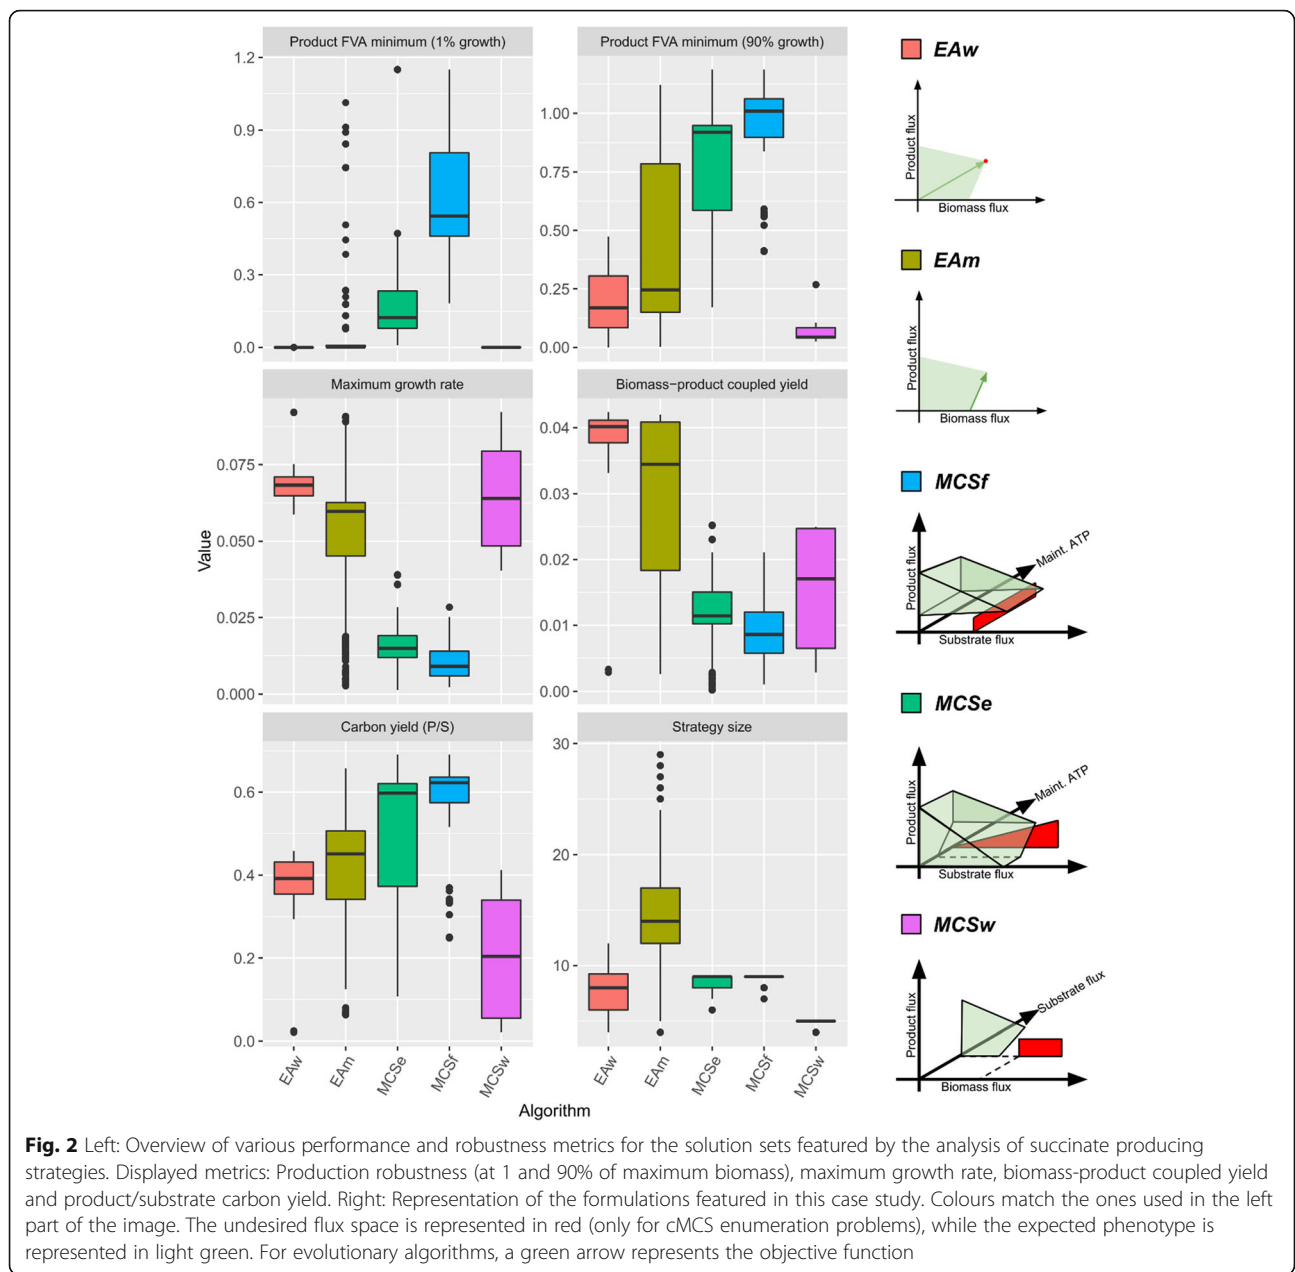 Product FVA minimum (1% growth)
Product FVA minimum (90% growth)
1.2
0.9
0.6
0.3
0.0
1.00
0.75
0.50
0.25
0.00
Maximum growth rate
Biomass−product coupled yield
0.075
0.050
0.025
0.000
0.04
0.03
0.02
0.01
0.00
Value
Carbon yield (P/S)
Strategy size
0.6
0.4
0.2
0.0
30
20
10
EAw
EAm
MCSe
MCSf
MCSw
EAw
EAm
MCSe
MCSf
MCSw
Algorithm
EAw
Product flux
Biomass flux
EAm
Product flux
Biomass flux
MCSf
Product flux
Maint. ATP
Substrate flux
MCSe
Product flux
Maint. ATP
Substrate flux
MCSw
Product flux
Substrate flux
Biomass flux
Fig. 2 Left: Overview of various performance and robustness metrics for the solution sets featured by the analysis of succinate producing
strategies. Displayed metrics: Production robustness (at 1 and 90% of maximum biomass), maximum growth rate, biomass-product coupled yield
and product/substrate carbon yield. Right: Representation of the formulations featured in this case study. Colours match the ones used in the left
part of the image. The undesired flux space is represented in red (only for cMCS enumeration problems), while the expected phenotype is
represented in light green. For evolutionary algorithms, a green arrow represents the objective function